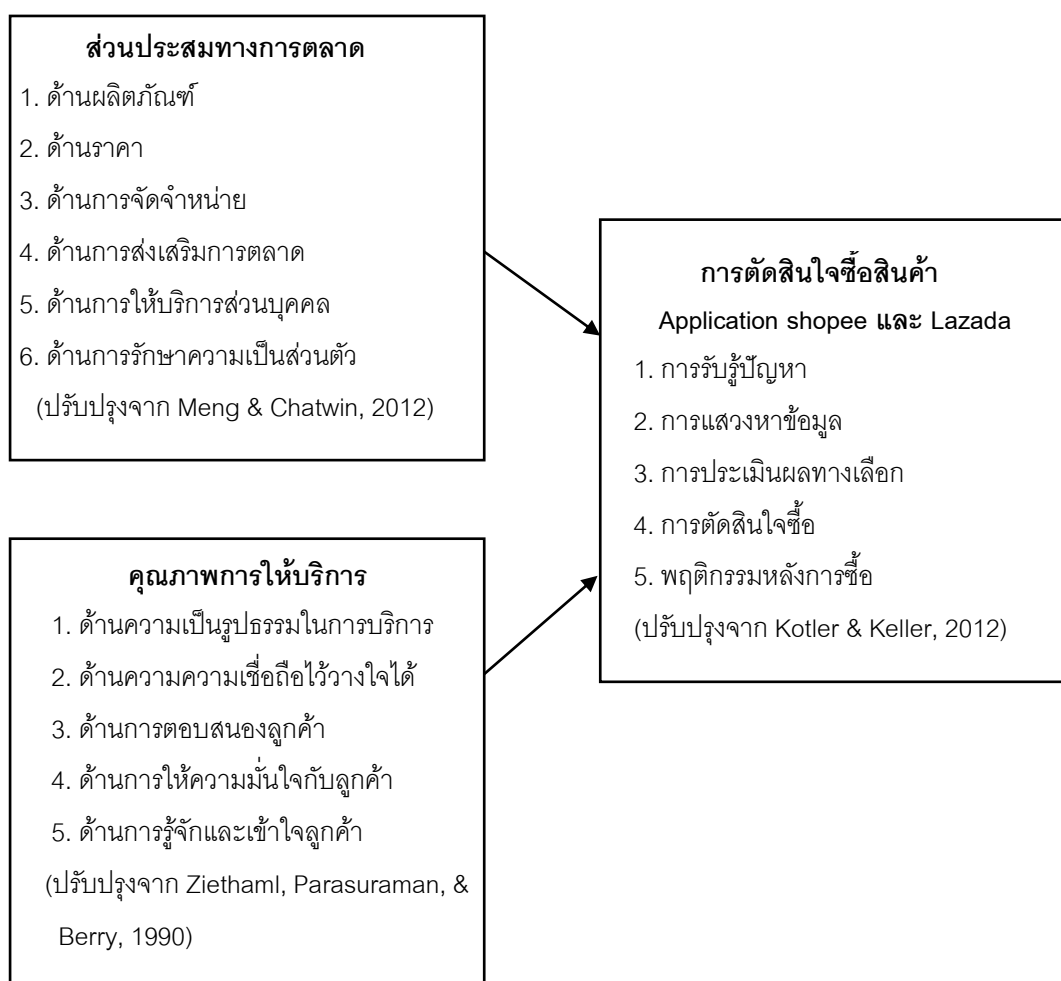 ส่วนประสมทางการตลาด
1. ด้านผลิตภัณฑ์
2. ด้านราคา
3. ด้านการจัดจำหน่าย
4. ด้านการส่งเสริมการตลาด
5. ด้านการให้บริการส่วนบุคคล
6. ด้านการรักษาความเป็นส่วนตัว
(ปรับปรุงจาก Meng & Chatwin, 2012)
คุณภาพการให้บริการ
1. ด้านความเป็นรูปธรรมในการบริการ
2. ด้านความความเชื่อถือไว้วางใจได้
3. ด้านการตอบสนองลูกค้า
4. ด้านการให้ความมั่นใจกับลูกค้า
5. ด้านการรู้จักและเข้าใจลูกค้า
(ปรับปรุงจาก Ziethaml, Parasuraman, &
Berry, 1990)
การตัดสินใจซื้อสินค้า
Application shopee และ Lazada
1. การรับรู้ปัญหา
2. การแสวงหาข้อมูล
3. การประเมินผลทางเลือก
4. การตัดสินใจซื้อ
5. พฤติกรรมหลังการซื้อ
(ปรับปรุงจาก Kotler & Keller, 2012)